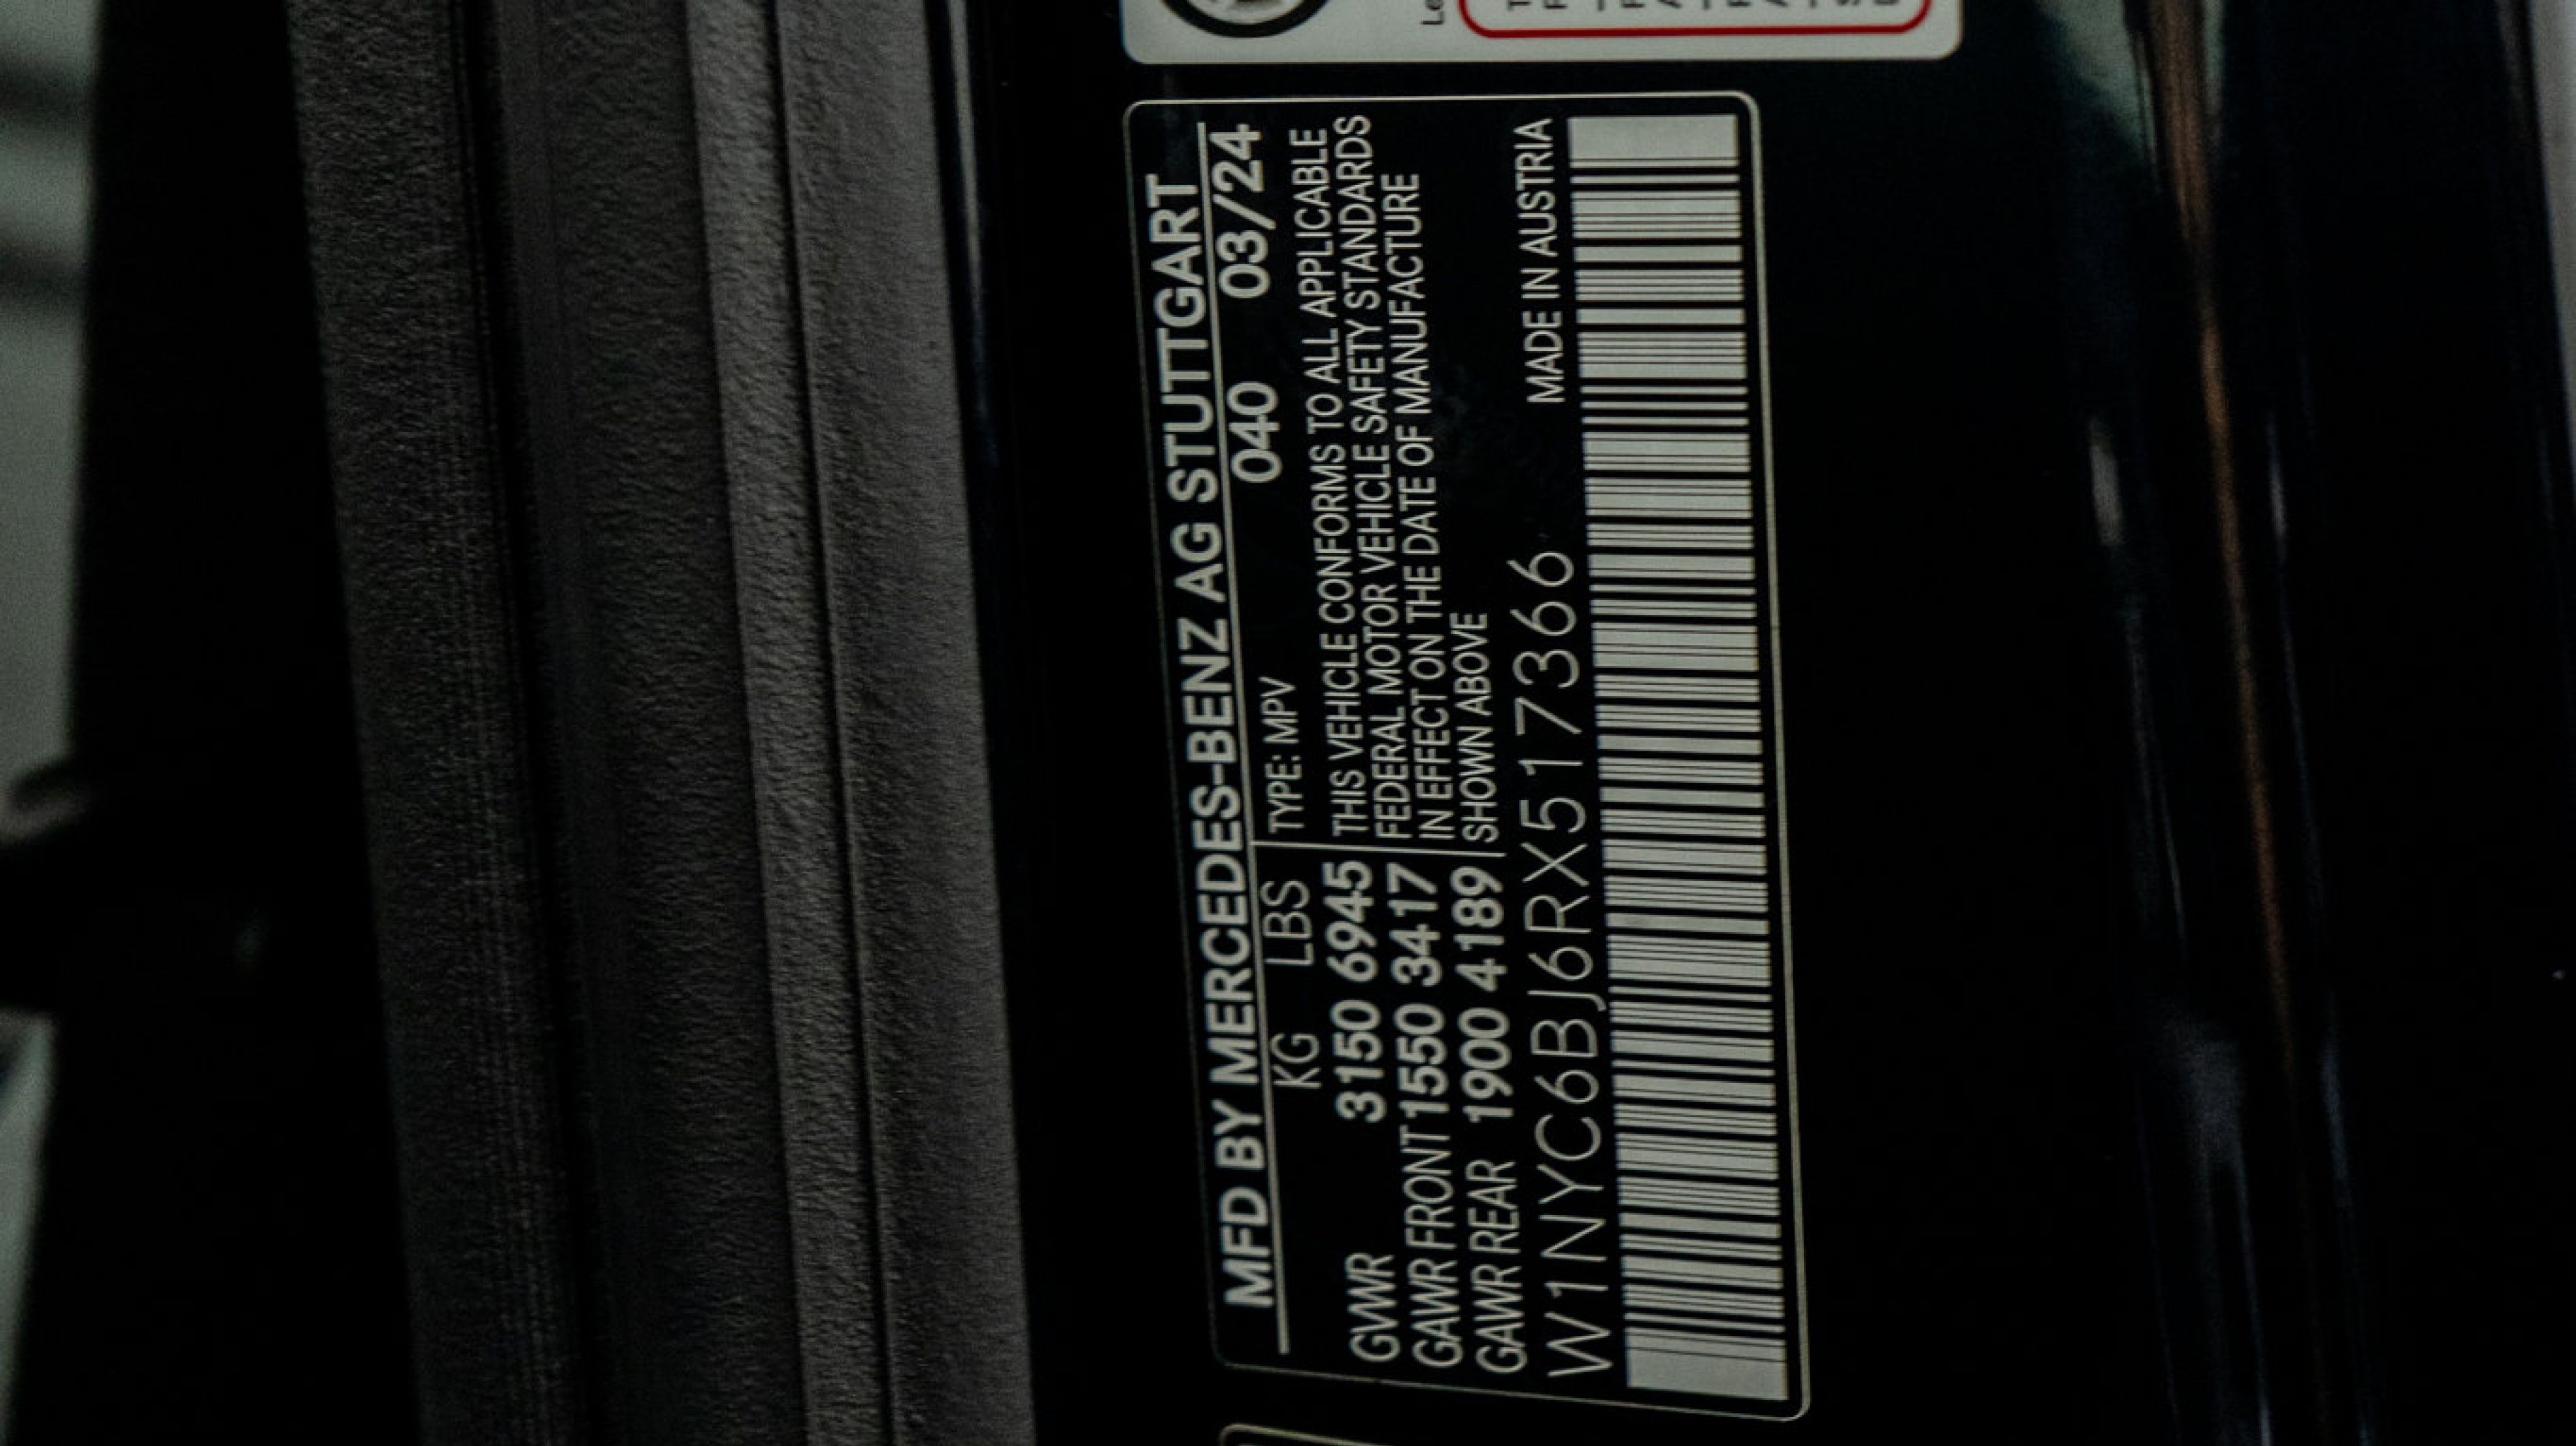 MFD BY MERCEDES-BENZ AG STUTTGART
KG LBS TYPE: MPV 040 03/24
GVWR 3150 6945 THIS VEHICLE CONFORMS TO ALL APPLICABLE
GAWR FRONT 1550 3417 FEDERAL MOTOR VEHICLE SAFETY STANDARDS
GAWR REAR 1900 4189 IN EFFECT ON THE DATE OF MANUFACTURE
SHOWN ABOVE
W1NYC6BJ6RX517366 MADE IN AUSTRIA